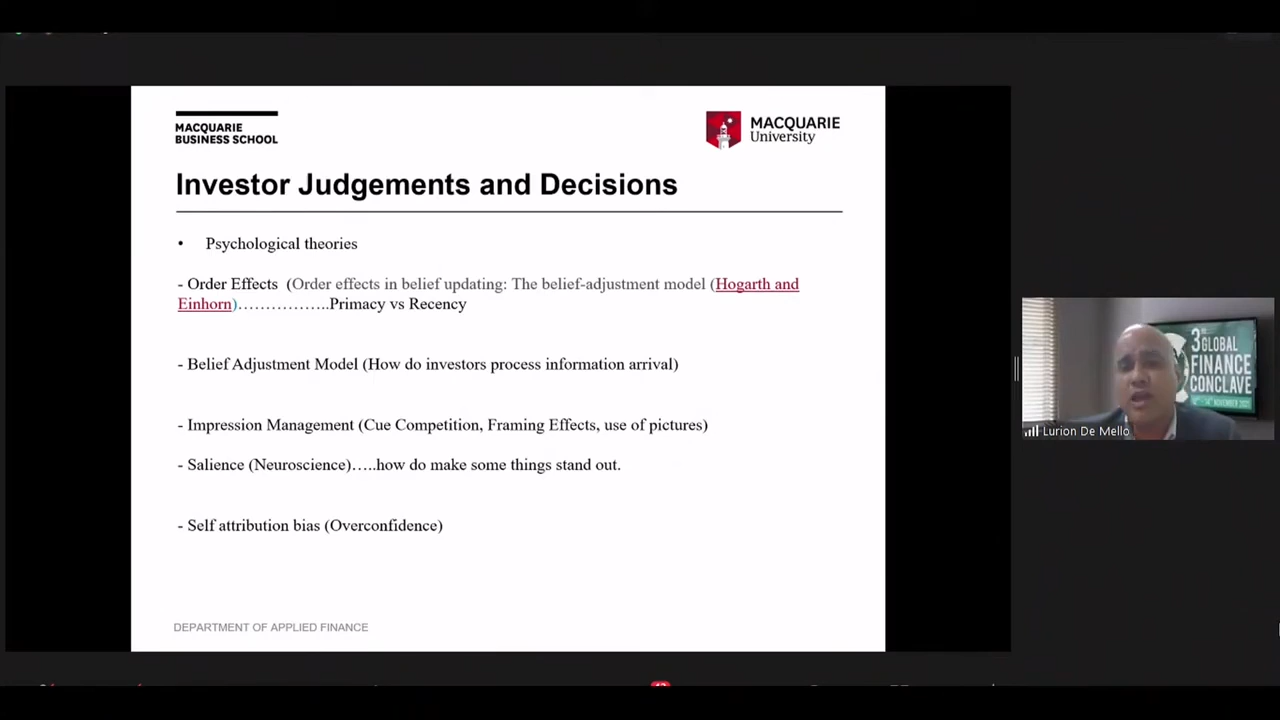 MACQUARIE
BUSINESS SCHOOL
MACQUARIE
University
Investor Judgements and Decisions
• Psychological theories
- Order Effects (Order effects in belief updating: The belief-adjustment model (Hogarth and
Einhorn)……………..Primacy vs Recency
- Belief Adjustment Model (How do investors process information arrival)
- Impression Management (Cue Competition, Framing Effects, use of pictures)
- Salience (Neuroscience)…..how do make some things stand out.
- Self attribution bias (Overconfidence)
DEPARTMENT OF APPLIED FINANCE
3
GLOBAL
FINANCE
CONCLAVE
Lurion De Mello